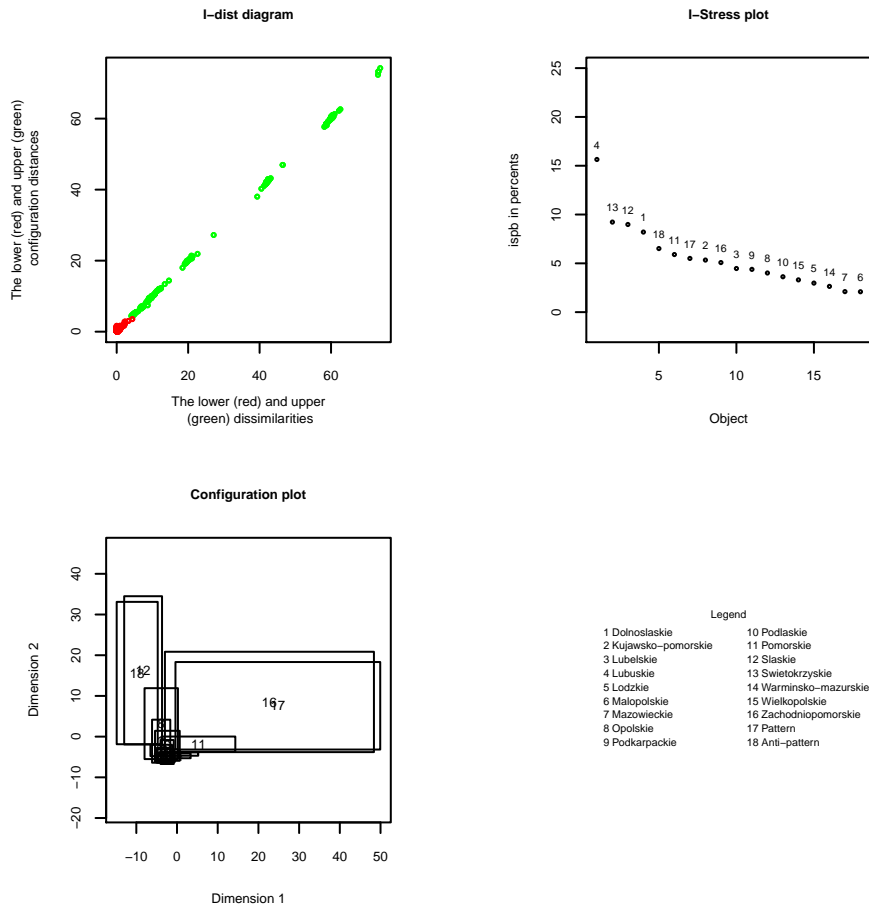 I−dist diagram
The lower (red) and upper (green)
configuration distances
60
40
20
0
0 20 40 60
The lower (red) and upper
(green) dissimilarities
I−Stress plot
ispb in percents
25
20
15
10
5
0
4
13 12 1
18 11 17 2 16 3 9 8 10 15 5 14 7 6
5 10 15
Object
Configuration plot
Dimension 2
40
30
20
10
0
−10
−20
12
16
17
11
−10 0 10 20 30 40 50
Dimension 1
Legend
1 Dolnoslaskie
2 Kujawsko−pomorskie
3 Lubelskie
4 Lubuskie
5 Lodzkie
6 Malopolskie
7 Mazowieckie
8 Opolskie
9 Podkarpackie
10 Podlaskie
11 Pomorskie
12 Slaskie
13 Swietokrzyskie
14 Warminsko−mazurskie
15 Wielkopolskie
16 Zachodniopomorskie
17 Pattern
18 Anti−pattern